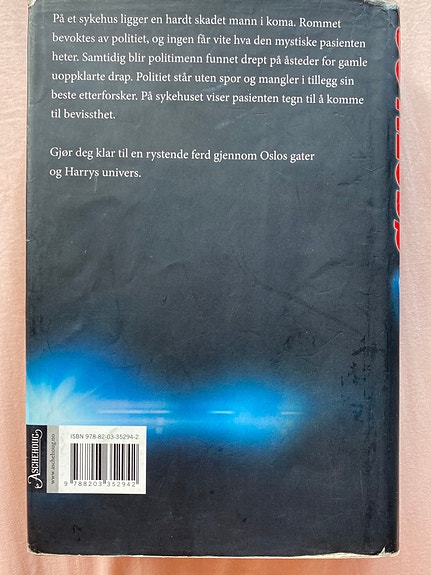 På et sykehus ligger en hardt skadet mann i koma. Rommet
bevoktes av politiet, og ingen får vite hva den mystiske pasienten
heter. Samtidig blir politimenn funnet drept på åsteder for gamle
uoppklarte drap. Politiet står uten spor og mangler i tillegg sin
beste etterforsker. På sykehuset viser pasienten tegn til å komme
til bevissthet.
Gjør deg klar til en rystende ferd gjennom Oslos gater
og Harrys univers.
ASCHEHOUG
www.aschehoug.no
ISBN 978-82-03-35294-2
9 788203 352942